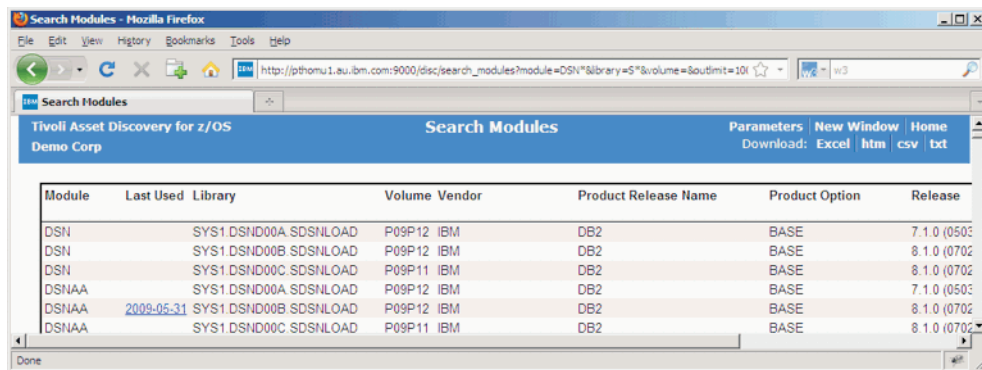 Search Modules - Mozilla Firefox
File Edit View History Bookmarks Tools Help
http://pthomu1.au.ibm.com:9000/disc/search_modules?module=DSN*&library=S*&volume=&outlimit=10( w3
IBM Search Modules
Tivoli Asset Discovery for z/OS Search Modules Parameters New Window Home
Demo Corp Download: Excel htm csv txt
Module Last Used Library Volume Vendor Product Release Name Product Option Release
DSN SYS1.DSND00A.SDSNLOAD P09P12 IBM DB2 BASE 7.1.0 (0503
DSN SYS1.DSND00B.SDSNLOAD P09P12 IBM DB2 BASE 8.1.0 (0702
DSN SYS1.DSND00C.SDSNLOAD P09P11 IBM DB2 BASE 8.1.0 (0702
DSNAA SYS1.DSND00A.SDSNLOAD P09P12 IBM DB2 BASE 7.1.0 (0503
DSNAA 2009-05-31 SYS1.DSND00B.SDSNLOAD P09P12 IBM DB2 BASE 8.1.0 (0702
DSNAA SYS1.DSND00C.SDSNLOAD P09P11 IBM DB2 BASE 8.1.0 (0702
Done